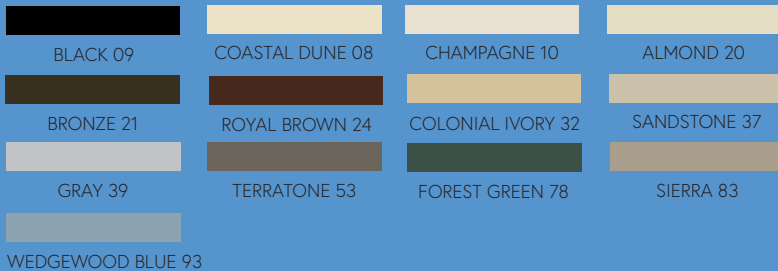 BLACK 09
COASTAL DUNE 08
CHAMPAGNE 10
ALMOND 20
BRONZE 21
ROYAL BROWN 24
COLONIAL IVORY 32
SANDSTONE 37
GRAY 39
TERRATONE 53
FOREST GREEN 78
SIERRA 83
WEDGEWOOD BLUE 93